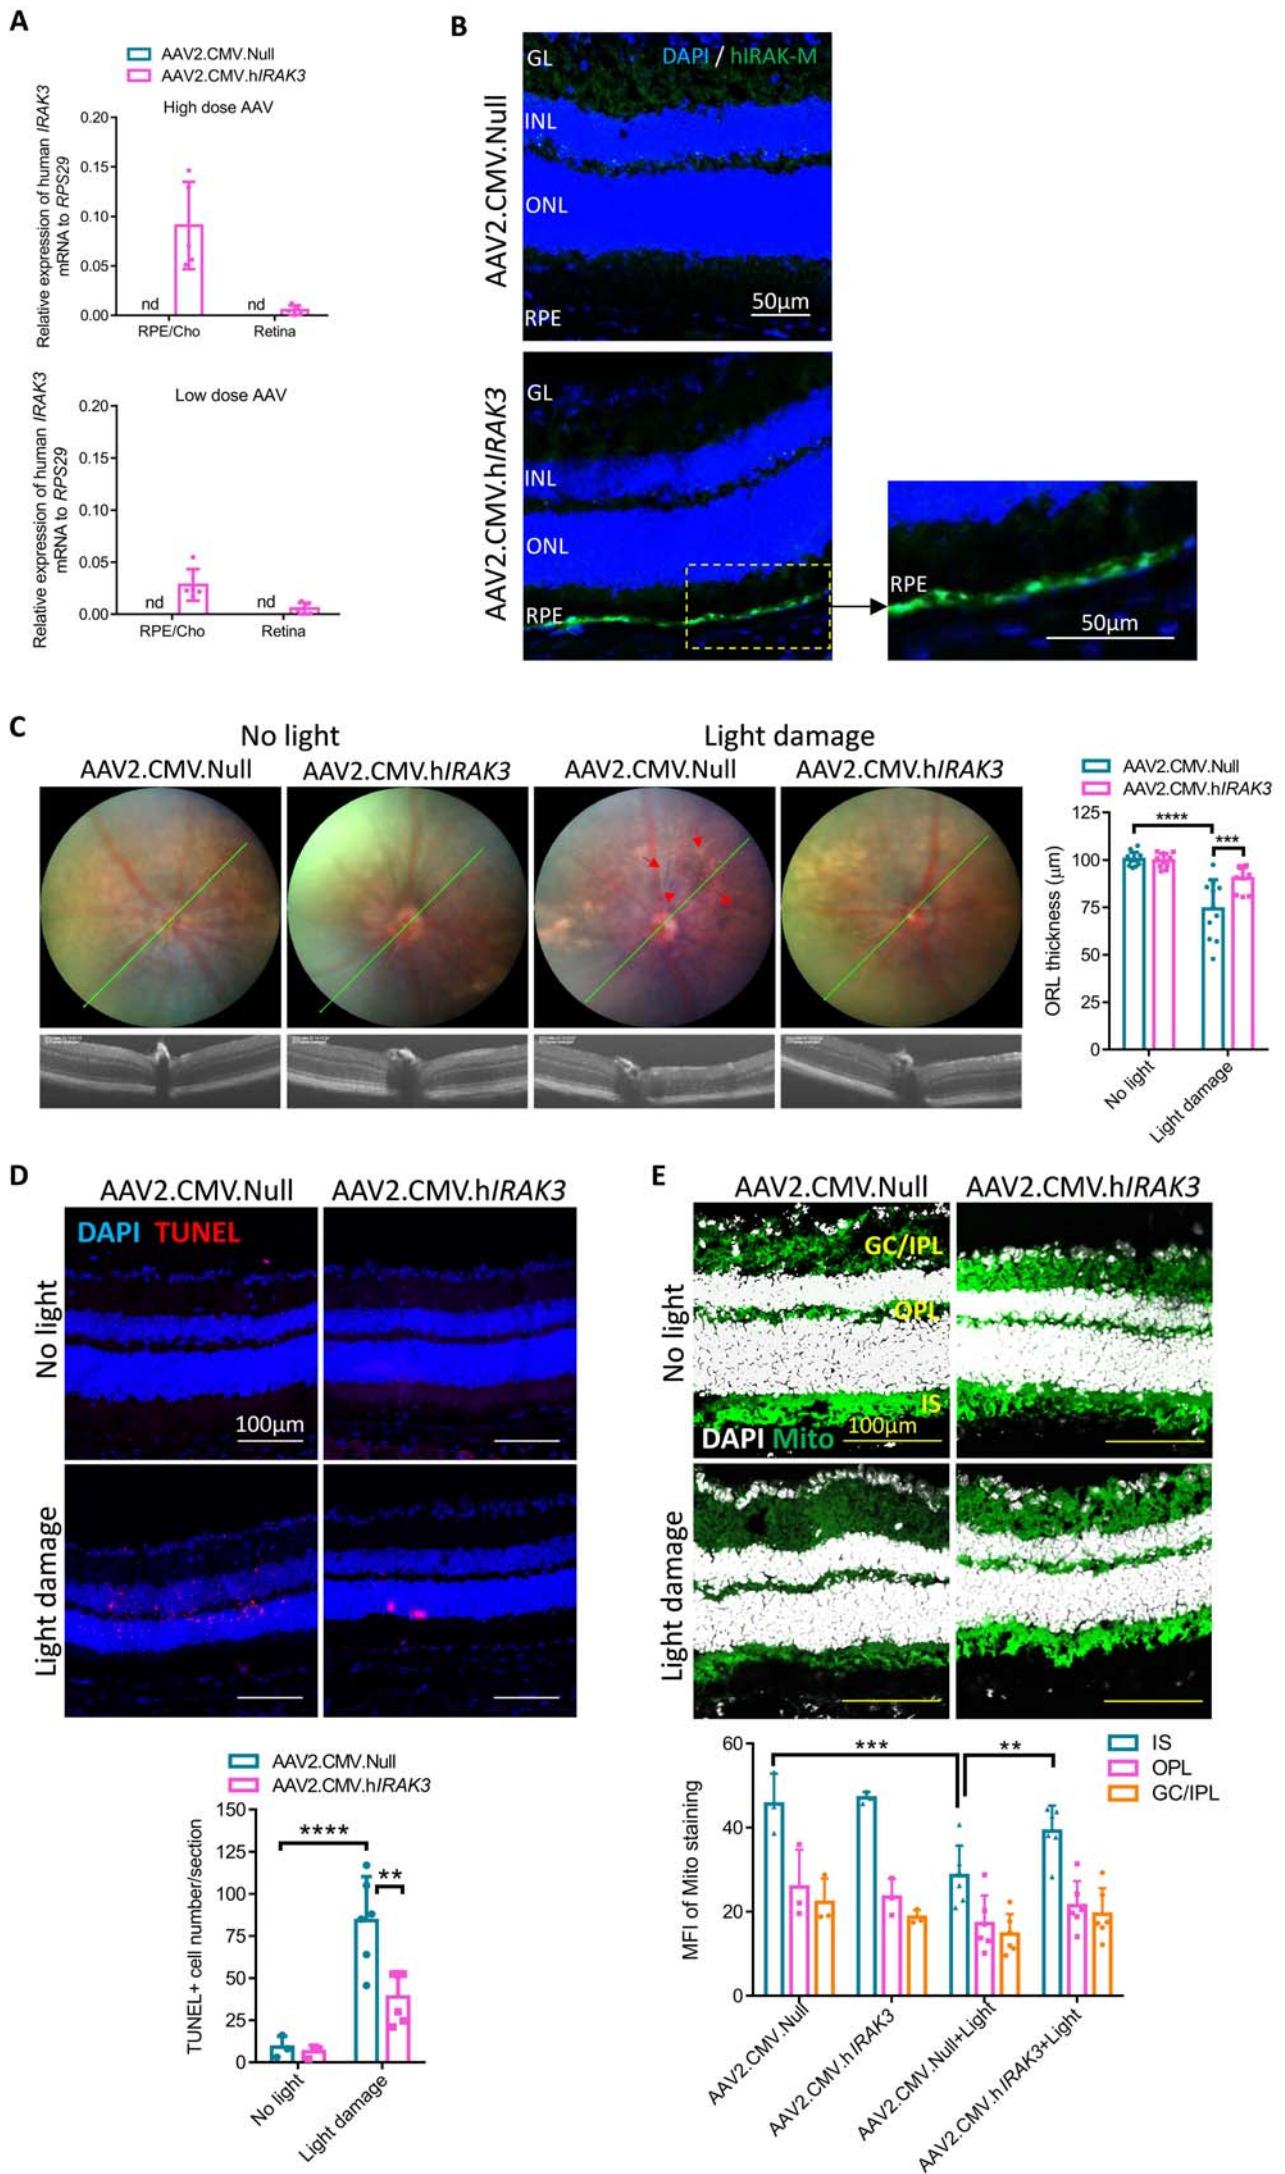 A
AAV2.CMV.Null
AAV2.CMV.hIRAK3
High dose AAV
Relative expression of human IRAK3
mRNA to RPS29
0.20
0.15
0.10
0.05
0.00
nd
nd
RPE/Cho
Retina
Low dose AAV
Relative expression of human IRAK3
mRNA to RPS29
0.20
0.15
0.10
0.05
0.00
nd
nd
RPE/Cho
Retina
B
AAV2.CMV.Null
GL
DAPI / hIRAK-M
INL
ONL
50µm
RPE
AAV2.CMV.hIRAK3
GL
INL
ONL
RPE
RPE
50µm
C
No light
Light damage
AAV2.CMV.Null
AAV2.CMV.hIRAK3
AAV2.CMV.Null
AAV2.CMV.hIRAK3
AAV2.CMV.Null
AAV2.CMV.hIRAK3
ORL thickness (µm)
125
100
75
50
25
0
****
***
No light
Light damage
D
AAV2.CMV.Null
AAV2.CMV.hIRAK3
No light
DAPI TUNEL
100µm
Light damage
AAV2.CMV.Null
AAV2.CMV.hIRAK3
TUNEL+ cell number/section
150
125
100
75
50
25
0
****
**
No light
Light damage
E
AAV2.CMV.Null
AAV2.CMV.hIRAK3
No light
GC/IPL
OPL
IS
100µm
DAPI Mito
Light damage
IS
OPL
GC/IPL
MFI of Mito staining
60
40
20
0
***
**
AAV2.CMV.Null
AAV2.CMV.hIRAK3
AAV2.CMV.Null+Light
AAV2.CMV.hIRAK3+Light